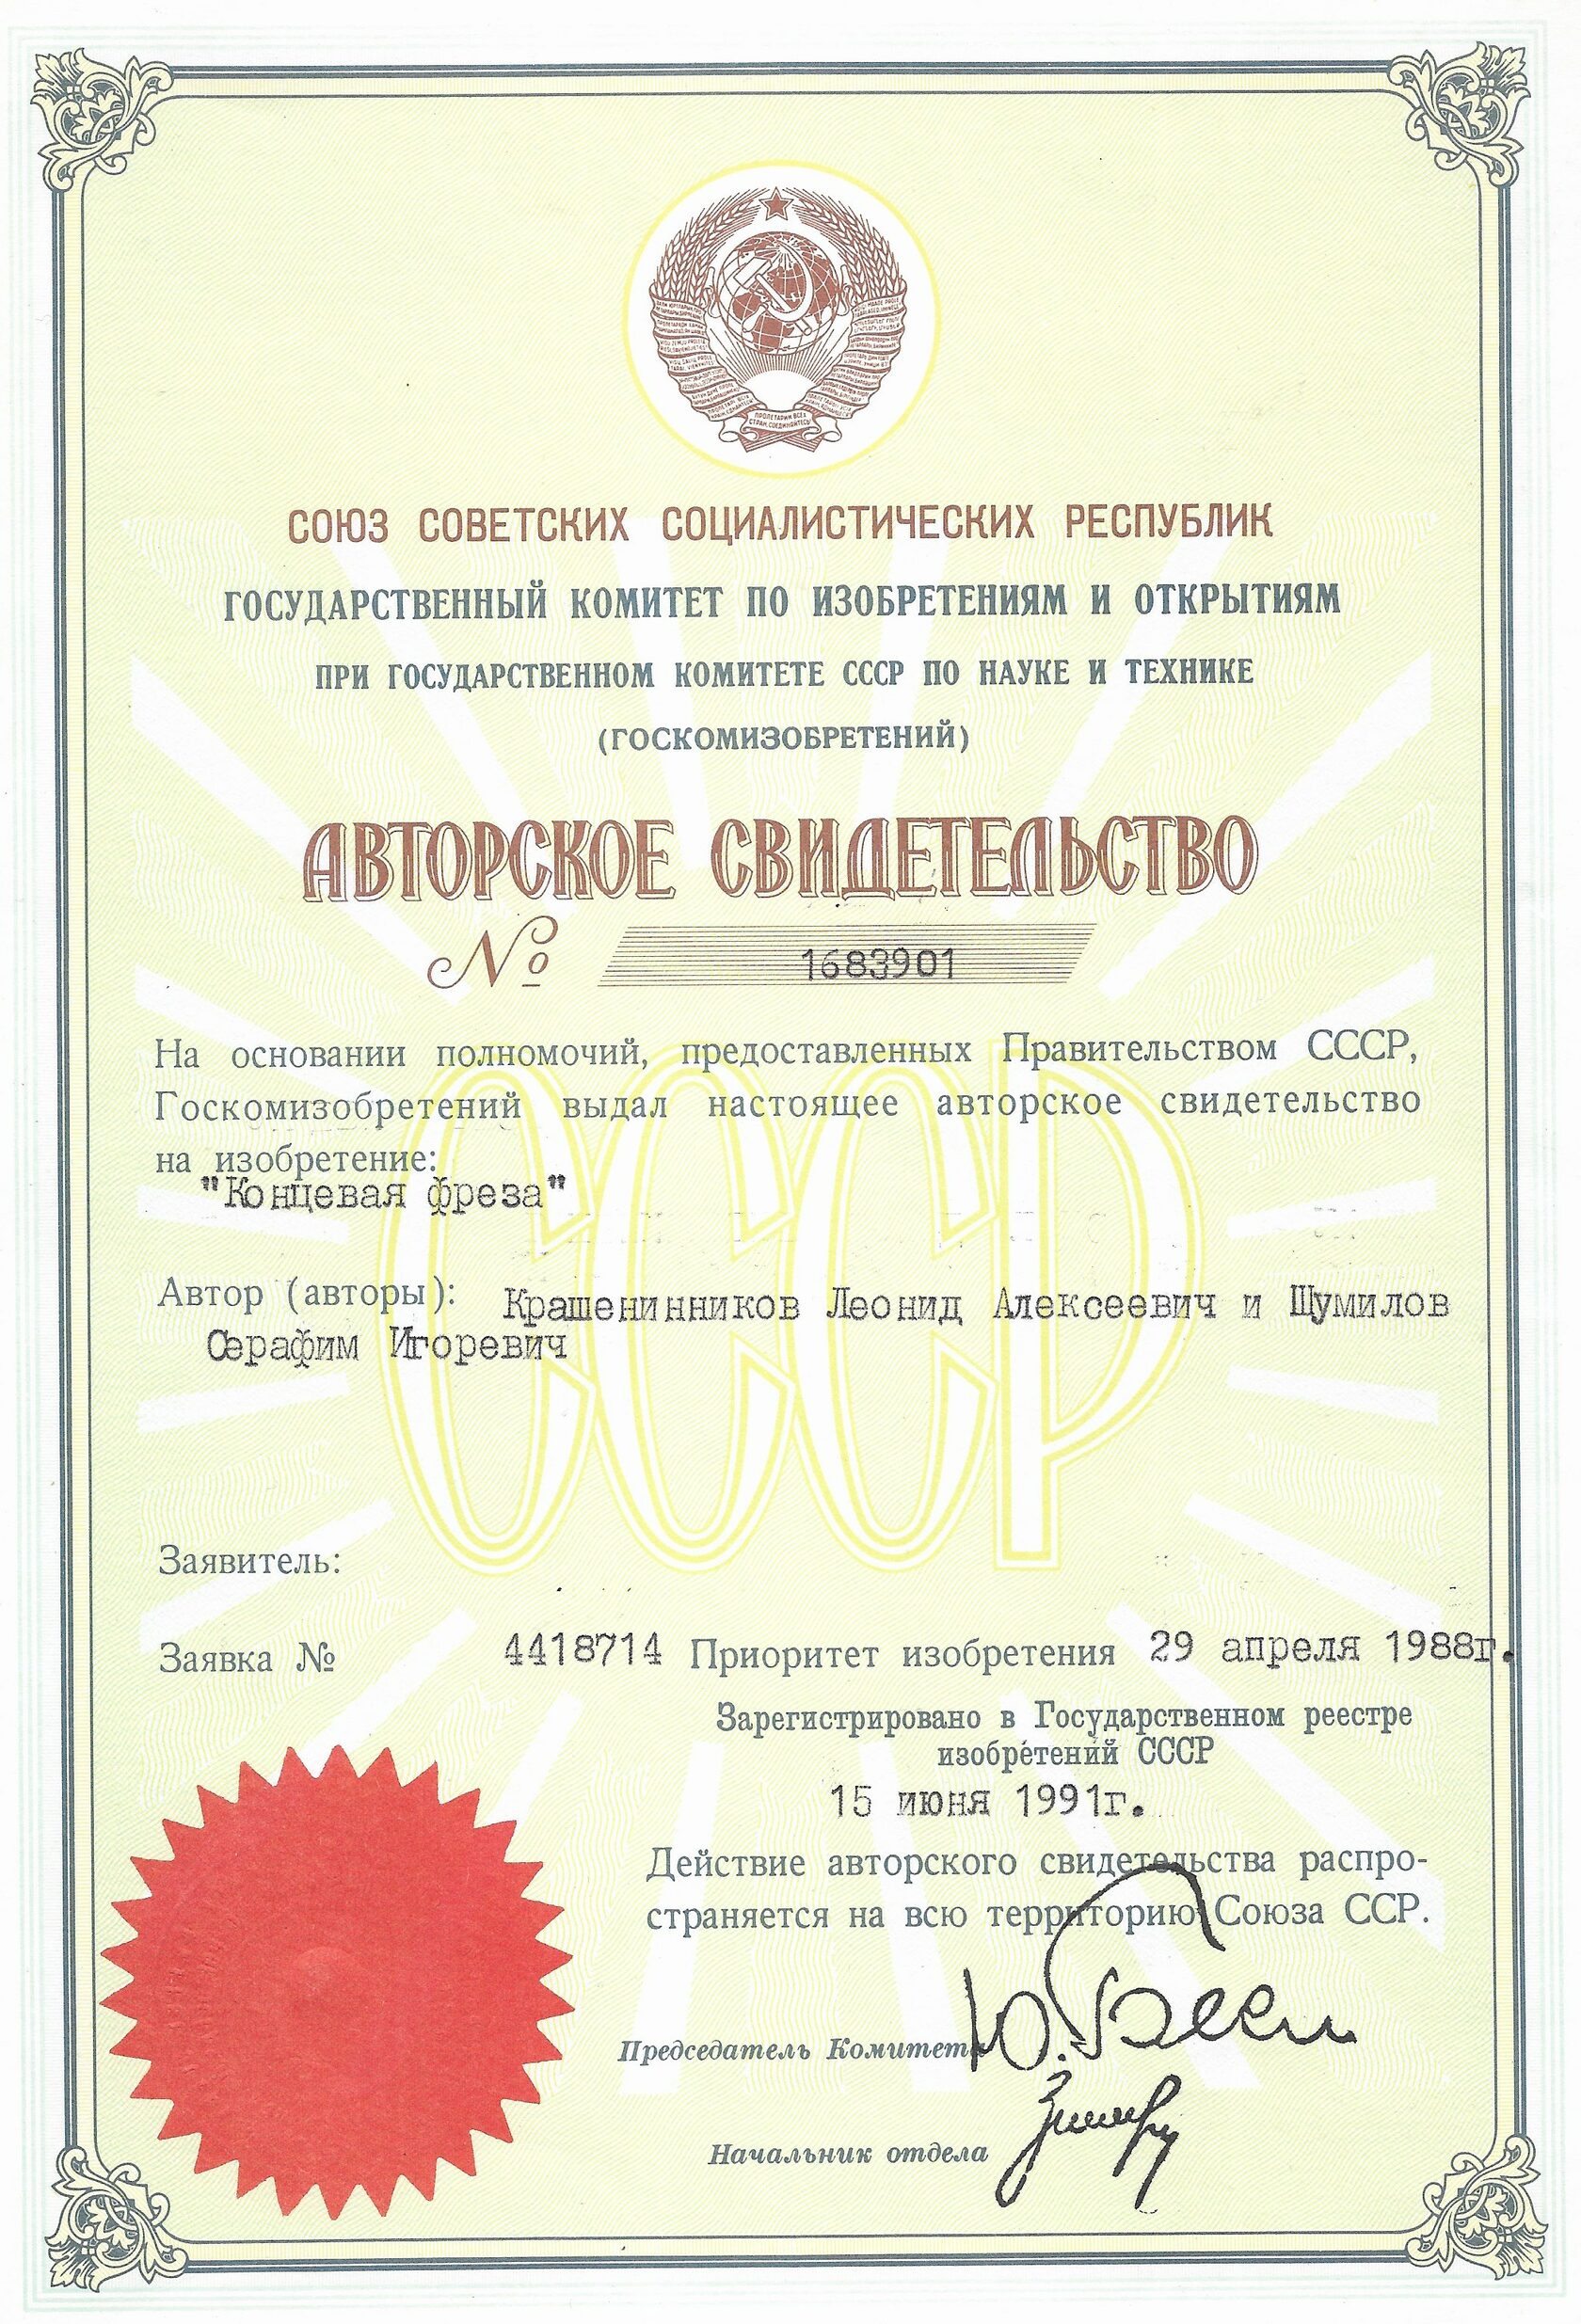 СОЮЗ СОВЕТСКИХ СОЦИАЛИСТИЧЕСКИХ РЕСПУБЛИК
ГОСУДАРСТВЕННЫЙ КОМИТЕТ ПО ИЗОБРЕТЕНИЯМ И ОТКРЫТИЯМ
ПРИ ГОСУДАРСТВЕННОМ КОМИТЕТЕ СССР ПО НАУКЕ И ТЕХНИКЕ
(ГОСКОМИЗОБРЕТЕНИЙ)
АВТОРСКОЕ СВИДЕТЕЛЬСТВО
№ 1683901
На основании полномочий, предоставленных Правительством СССР,
Госкомизобретений выдал настоящее авторское свидетельство
на изобретение:
"Концевая фреза"
СССР
Автор (авторы): Крашенинников Леонид Алексеевич и Шумилов
Серафим Игоревич
Заявитель:
Заявка № 4418714 Приоритет изобретения 29 апреля 1988г.
Зарегистрировано в Государственном реестре
изобретений СССР
15 июня 1991г.
Действие авторского свидетельства распро-
страняется на всю территорию Союза ССР.
Председатель Комитета
Начальник отдела